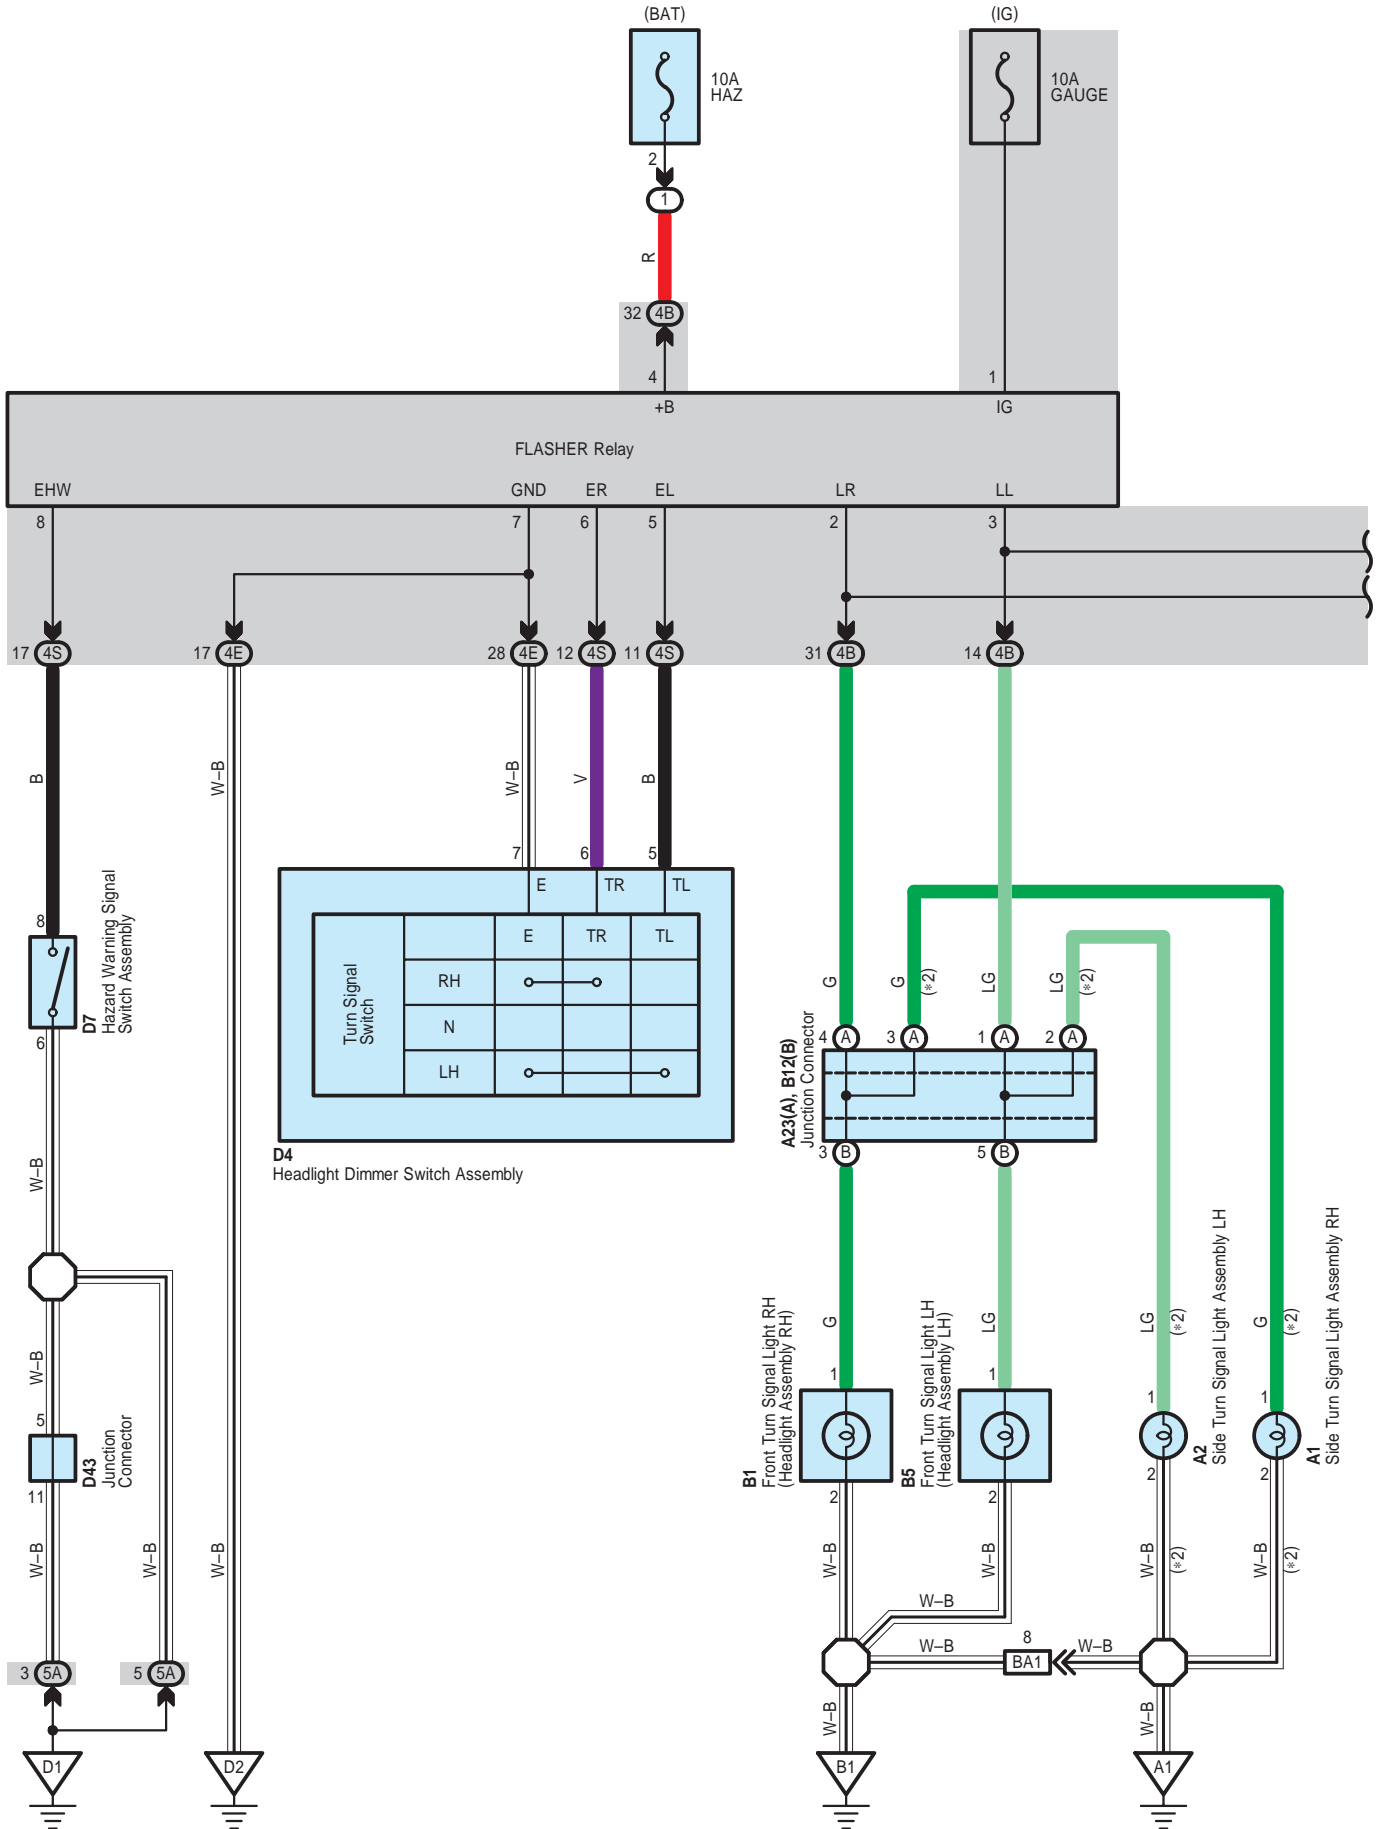 (BAT)
(IG)
10A
HAZ
10A
GAUGE
2
1
R
32 4B
4
1
+B
IG
FLASHER Relay
EHW
GND
ER
EL
LR
LL
8
7
6
5
2
3
17 4S
17 4E
28 4E
12 4S
11 4S
31 4B
14 4B
B
W–B
W–B
V
B
7
6
5
E
TR
TL
E
TR
TL
Turn Signal
Switch
RH
N
LH
D4
Headlight Dimmer Switch Assembly
8
D7
Hazard Warning Signal
Switch Assembly
6
W–B
G
G
(*2)
LG
LG
(*2)
4 A
3 A
1 A
2 A
A23(A), B12(B)
Junction Connector
3 B
5 B
W–B
5
D43
Junction
Connector
11
W–B
W–B
W–B
G
LG
LG
(*2)
G
(*2)
1
1
1
1
B1
Front Turn Signal Light RH
(Headlight Assembly RH)
B5
Front Turn Signal Light LH
(Headlight Assembly LH)
A2
Side Turn Signal Light Assembly LH
A1
Side Turn Signal Light Assembly RH
2
2
2
2
W–B
W–B
W–B
(*2)
W–B
(*2)
W–B
W–B
8
BA1
W–B
3 5A
5 5A
W–B
W–B
D1
D2
B1
A1